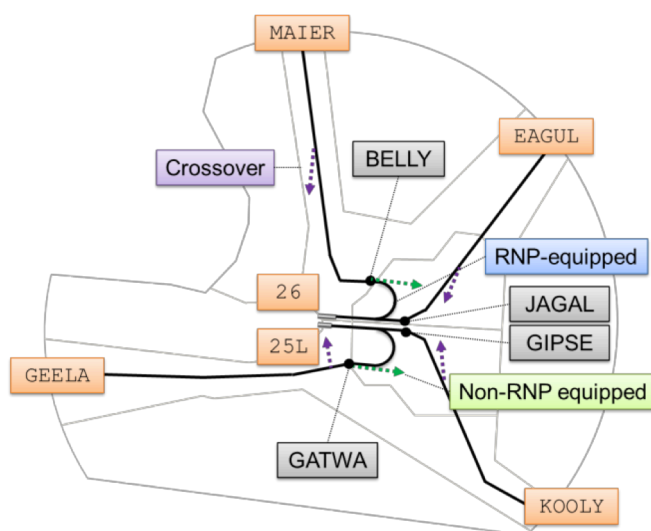 MAIER
EAGUL
BELLY
Crossover
RNP-equipped
26
JAGAL
25L
GIPSE
GEELA
Non-RNP equipped
GATWA
KOOLY